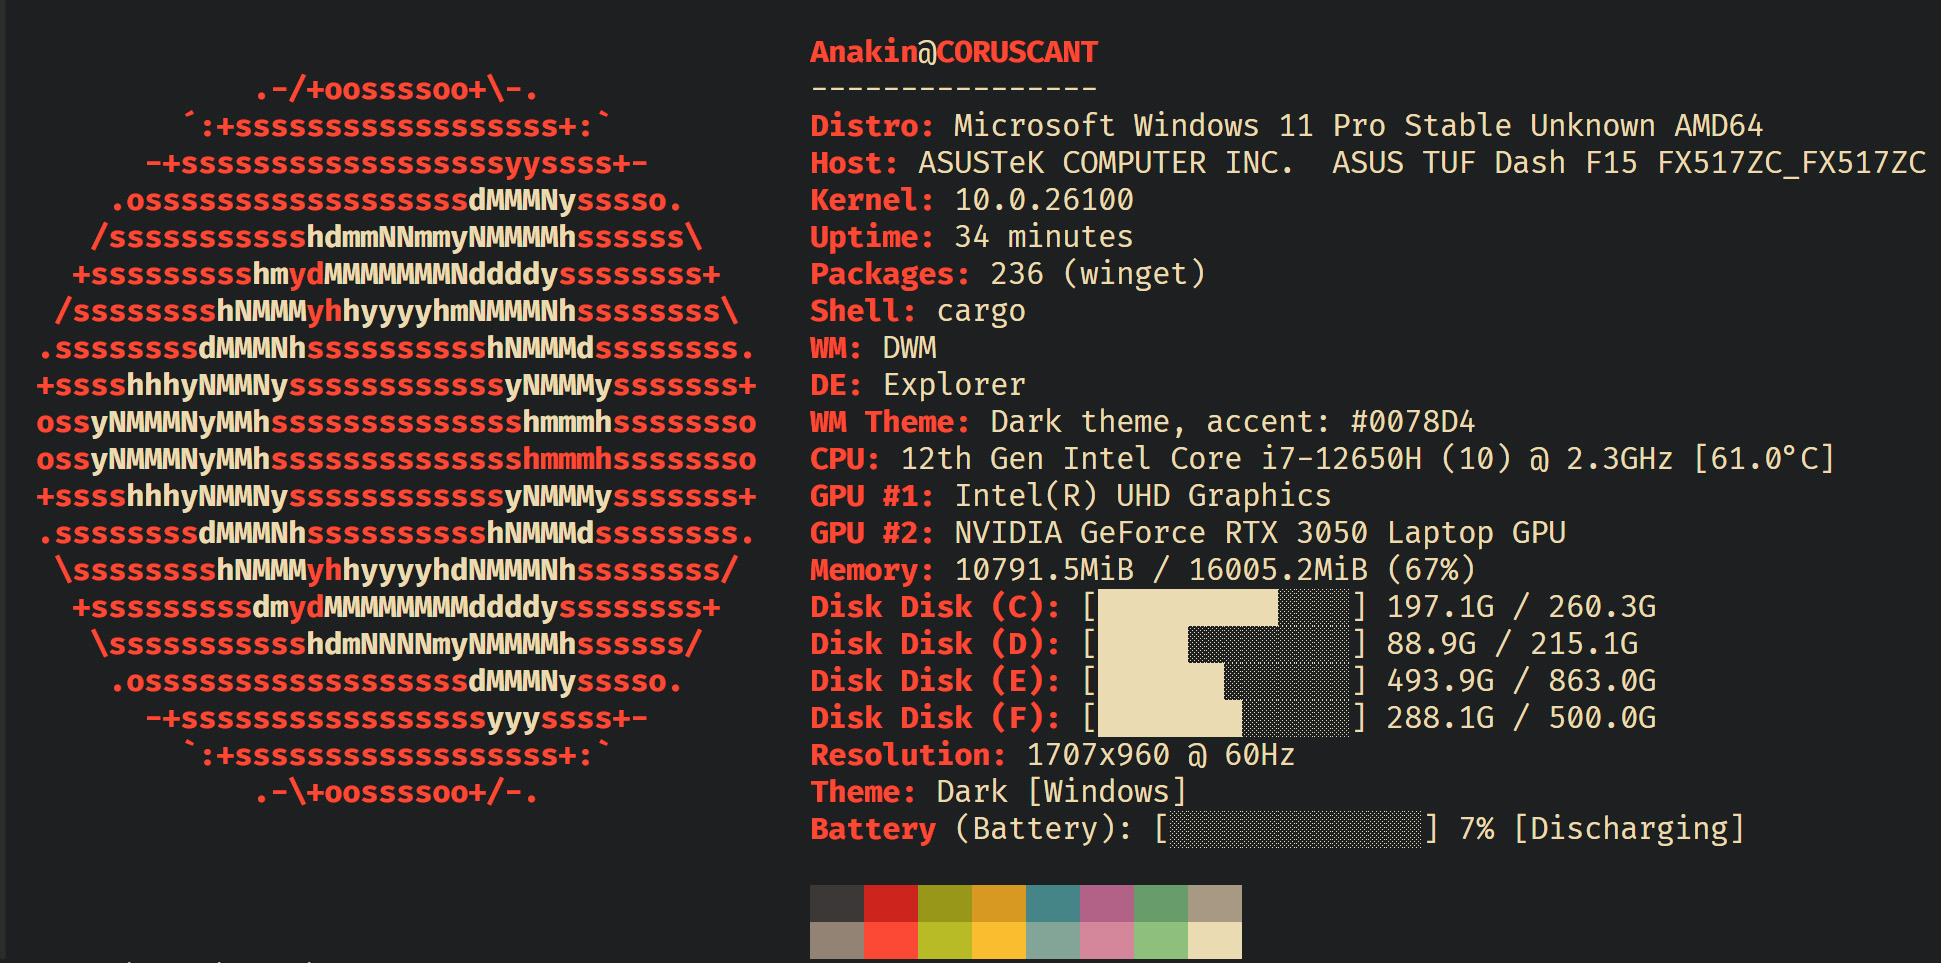 Anakin@CORUSCANT
----------------
Distro: Microsoft Windows 11 Pro Stable Unknown AMD64
Host: ASUSTeK COMPUTER INC.  ASUS TUF Dash F15 FX517ZC_FX517ZC
Kernel: 10.0.26100
Uptime: 34 minutes
Packages: 236 (winget)
Shell: cargo
WM: DWM
DE: Explorer
WM Theme: Dark theme, accent: #0078D4
CPU: 12th Gen Intel Core i7-12650H (10) @ 2.3GHz [61.0°C]
GPU #1: Intel(R) UHD Graphics
GPU #2: NVIDIA GeForce RTX 3050 Laptop GPU
Memory: 10791.5MiB / 16005.2MiB (67%)
Disk Disk (C): [] 197.1G / 260.3G
Disk Disk (D): [] 88.9G / 215.1G
Disk Disk (E): [] 493.9G / 863.0G
Disk Disk (F): [] 288.1G / 500.0G
Resolution: 1707x960 @ 60Hz
Theme: Dark [Windows]
Battery (Battery): [] 7% [Discharging]
.-/+oossssoo+\-.
´:+ssssssssssssssssss+:`
-+ssssssssssssssssssyyssss+-
.ossssssssssssssssssdMMMNysssso.
/ssssssssssshdmmNNmmyNMMMMhssssss\
+sssssssssshmydMMMMMMMNddddyssssssss+
/sssssssshNMMMyhhyyyyhmNMMMNhssssssss\
.ssssssssdMMMNhsssssssssshNMMMdssssssss.
+sssshhhyNMMNyssssssssssssyNMMMysssssss+
ossyNMMMNyMMhsssssssssssssshmmmhssssssso
ossyNMMMNyMMhsssssssssssssshmmmhssssssso
+sssshhhyNMMNyssssssssssssyNMMMysssssss+
.ssssssssdMMMNhsssssssssshNMMMdssssssss.
\sssssssshNMMMyhhyyyyhdNMMMNhssssssss/
+ssssssssssdmydMMMMMMMMddddyssssssss+
\ssssssssssshdmNNNNmyNMMMMhssssss/
.ossssssssssssssssssdMMMNysssso.
-+sssssssssssssssssyyyssss+-
`:+ssssssssssssssssss+:`
.-\+oossssoo+/-.